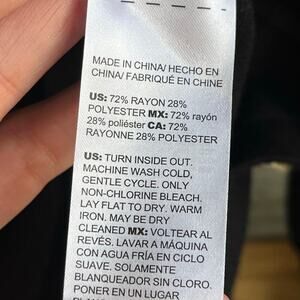 MADE IN CHINA/ HECHO EN
CHINA/ FABRIQUÉ EN CHINE
US: 72% RAYON 28%
POLYESTER MX: 72% rayón
28% poliéster CA: 72%
RAYONNE 28% POLYESTER
US: TURN INSIDE OUT.
MACHINE WASH COLD,
GENTLE CYCLE. ONLY
NON-CHLORINE BLEACH.
LAY FLAT TO DRY. WARM
IRON. MAY BE DRY
CLEANED MX: VOLTEAR AL
REVÉS. LAVAR A MÁQUINA
CON AGUA FRÍA EN CICLO
SUAVE. SOLAMENTE
BLANQUEADOR SIN CLORO.
PONER EN UN LUGAR